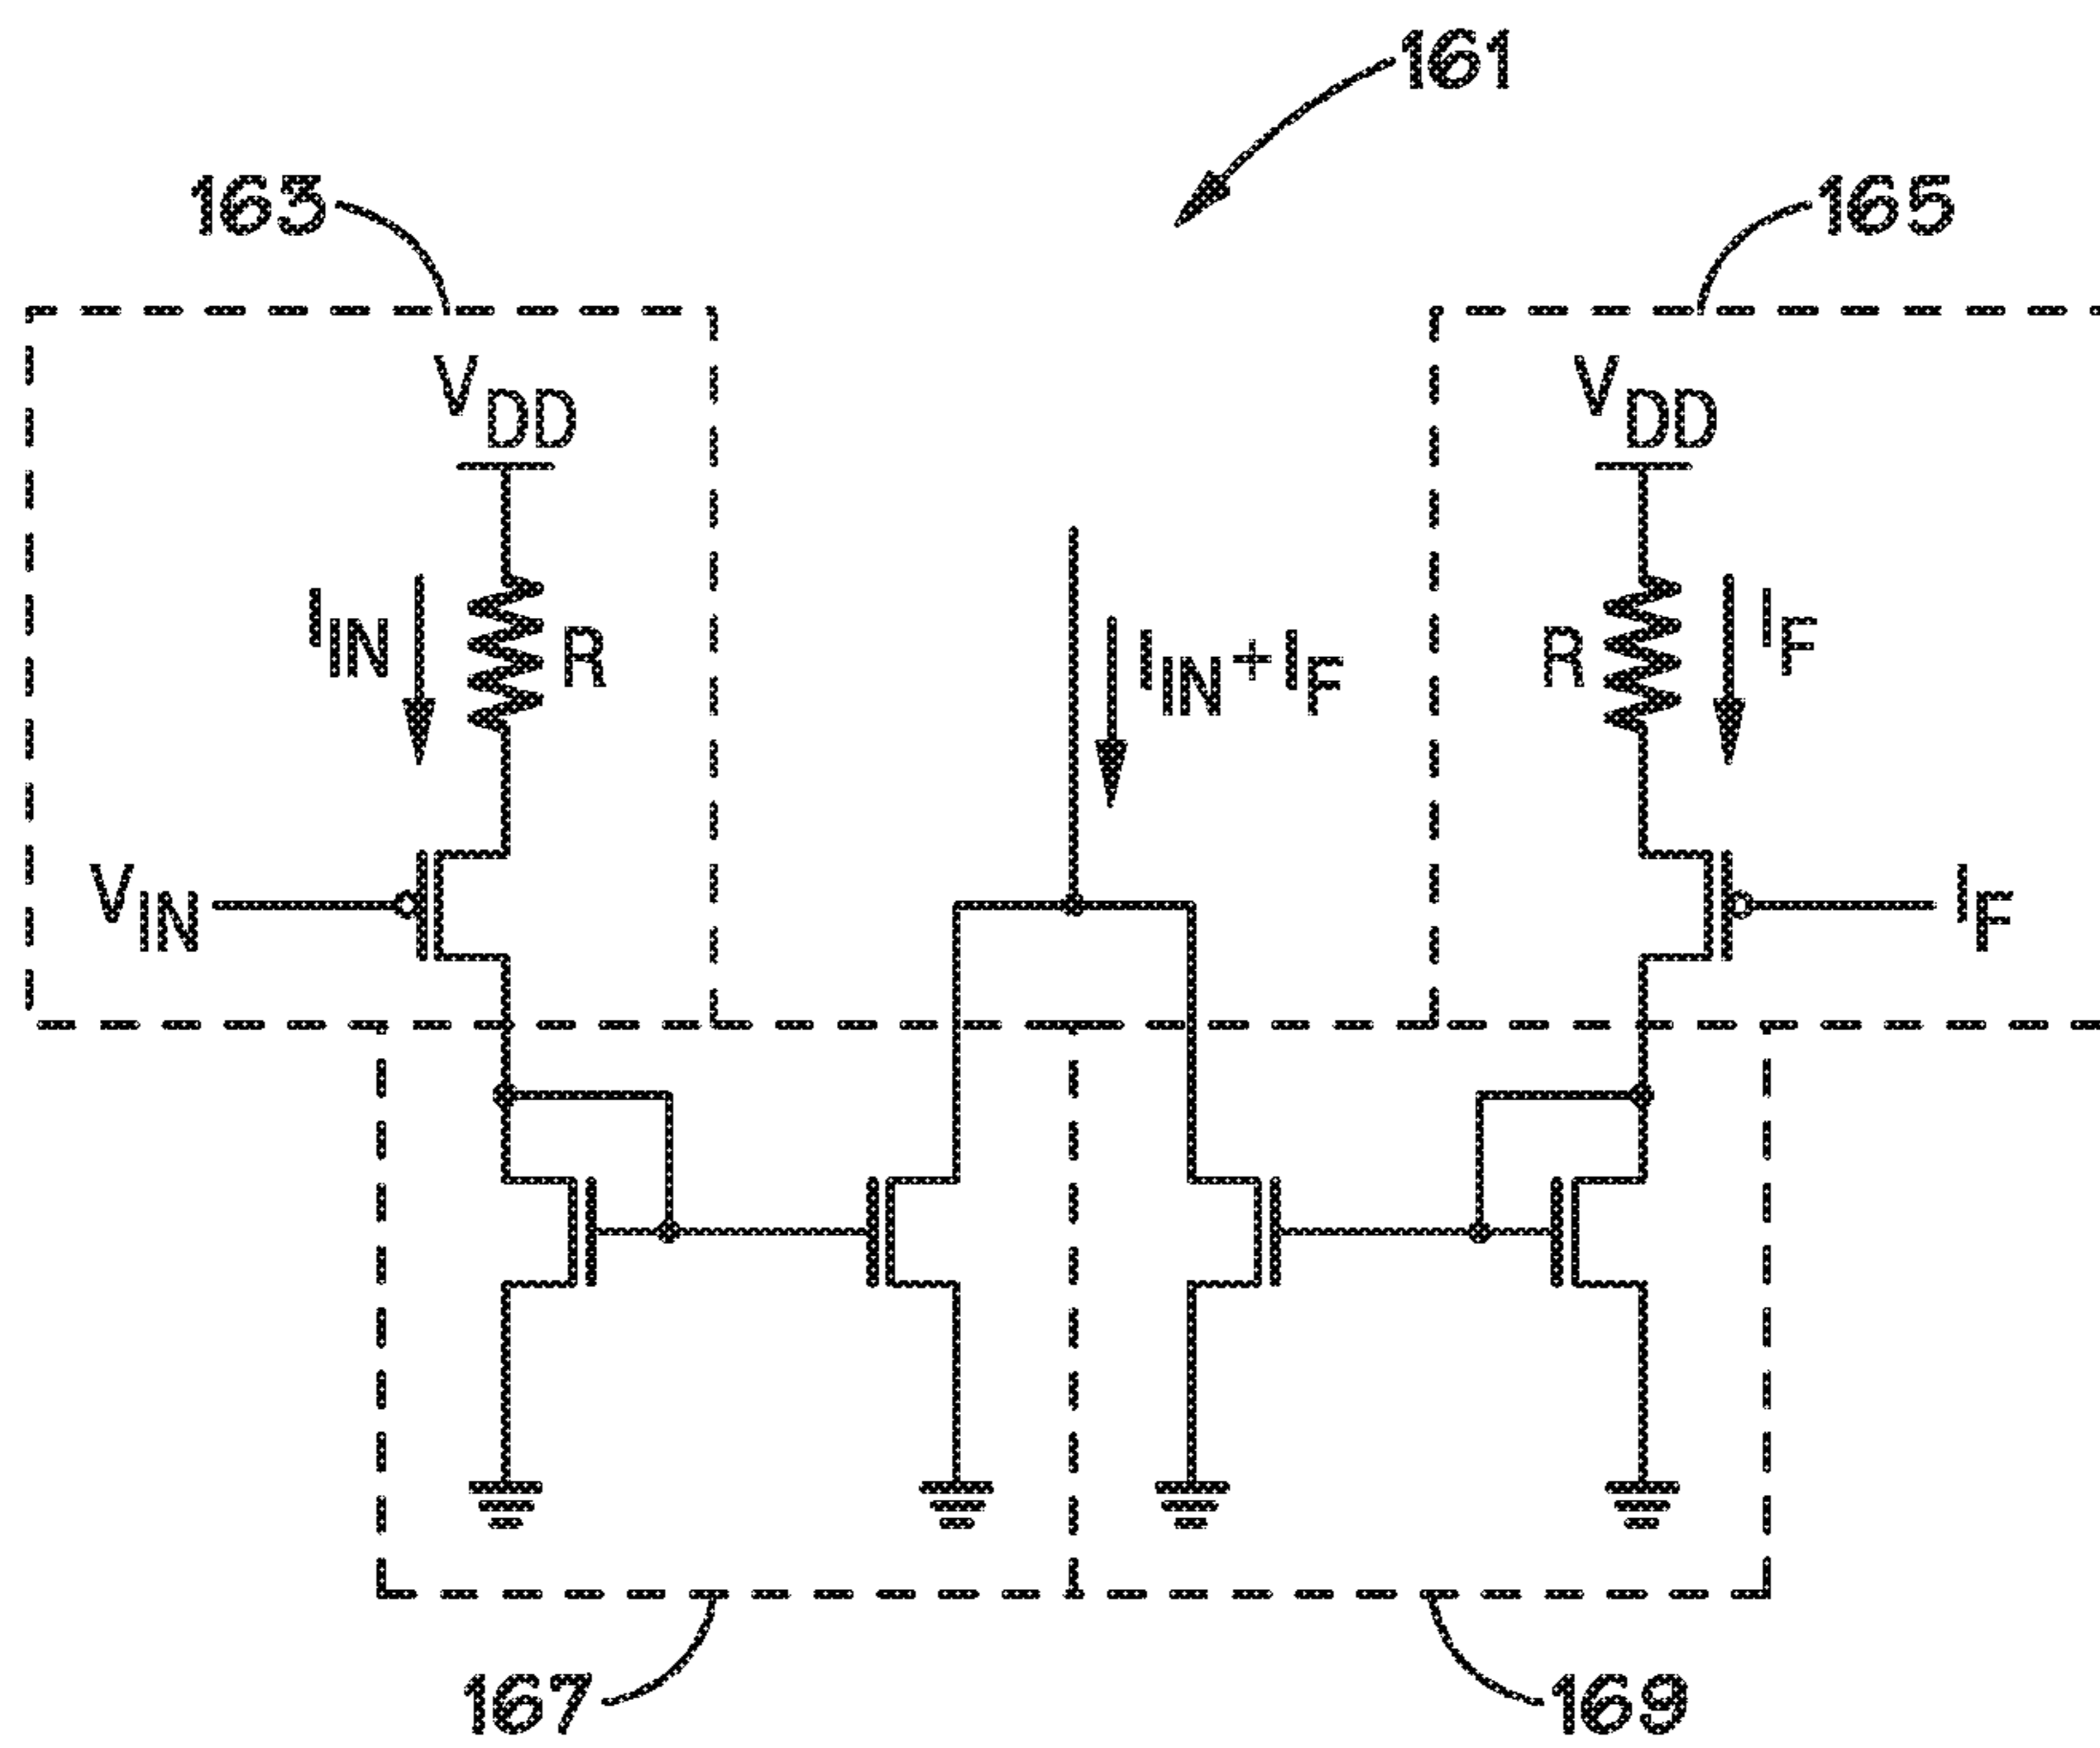 161
163
165
VDD
VDD
IIN
R
IIN+IF
R
IF
VIN
IF
167
169